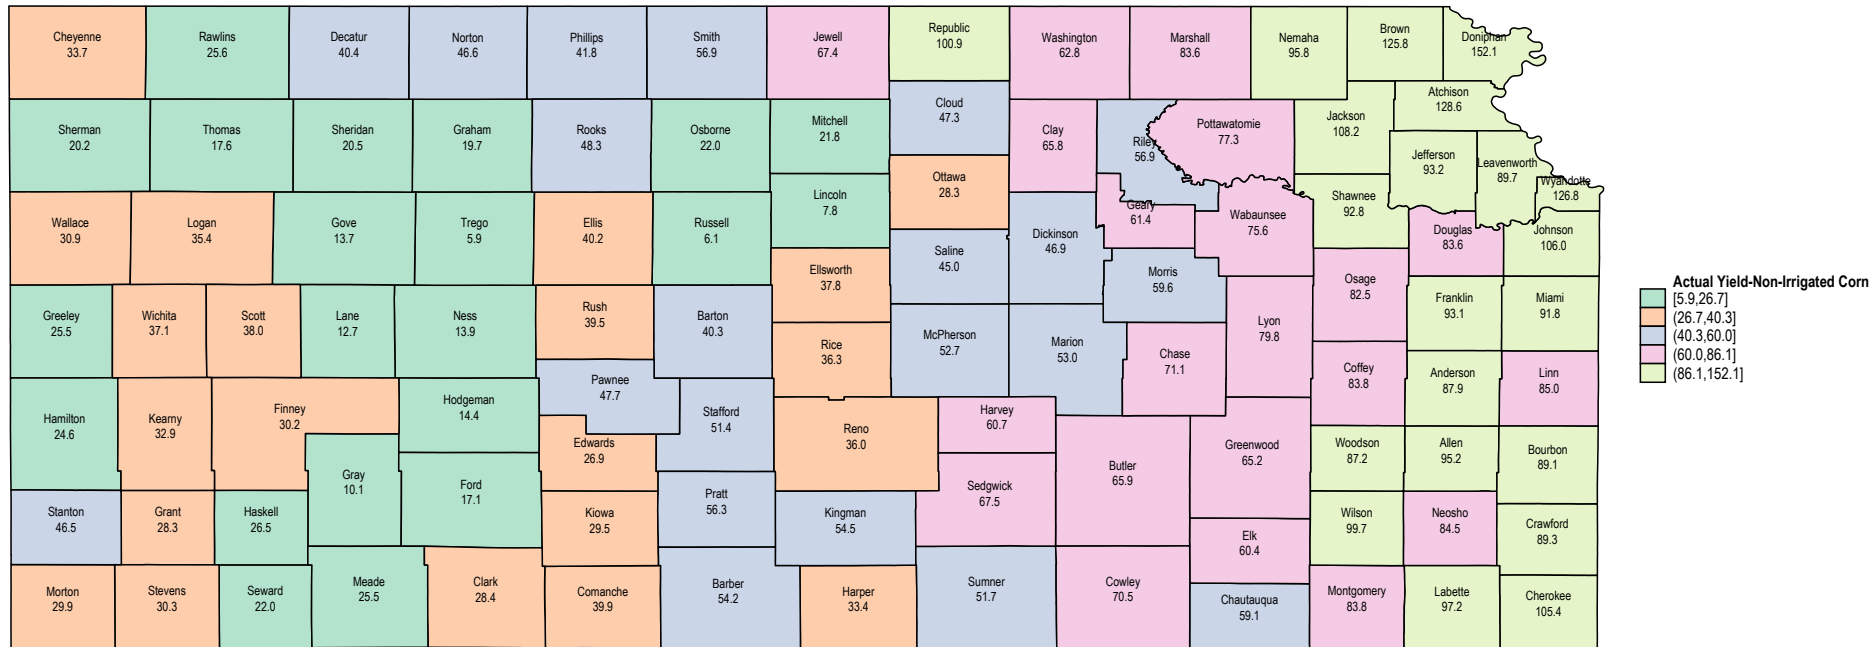 Cheyenne
33.7
Rawlins
25.6
Decatur
40.4
Norton
46.6
Phillips
41.8
Smith
56.9
Jewell
67.4
Republic
100.9
Washington
62.8
Marshall
83.6
Nemaha
95.8
Brown
125.8
Doniphan
152.1
Sherman
20.2
Thomas
17.6
Sheridan
20.5
Graham
19.7
Rooks
48.3
Osborne
22.0
Mitchell
21.8
Cloud
47.3
Clay
65.8
Riley
56.9
Pottawatomie
77.3
Jackson
108.2
Atchison
128.6
Jefferson
93.2
Leavenworth
89.7
Wyandotte
126.8
Wallace
30.9
Logan
35.4
Gove
13.7
Trego
5.9
Ellis
40.2
Russell
6.1
Lincoln
7.8
Ottawa
28.3
Saline
45.0
Dickinson
46.9
Geary
61.4
Wabaunsee
75.6
Shawnee
92.8
Douglas
83.6
Johnson
106.0
Greeley
25.5
Wichita
37.1
Scott
38.0
Lane
12.7
Ness
13.9
Rush
39.5
Barton
40.3
Ellsworth
37.8
Rice
36.3
McPherson
52.7
Marion
53.0
Morris
59.6
Chase
71.1
Lyon
79.8
Osage
82.5
Franklin
93.1
Miami
91.8
Coffey
83.8
Anderson
87.9
Linn
85.0
Hamilton
24.6
Kearny
32.9
Finney
30.2
Hodgeman
14.4
Pawnee
47.7
Edwards
26.9
Stafford
51.4
Reno
36.0
Harvey
60.7
Sedgwick
67.5
Butler
65.9
Greenwood
65.2
Woodson
87.2
Allen
95.2
Bourbon
89.1
Gray
10.1
Ford
17.1
Stanton
46.5
Grant
28.3
Haskell
26.5
Kiowa
29.5
Pratt
56.3
Kingman
54.5
Elk
60.4
Wilson
99.7
Neosho
84.5
Crawford
89.3
Morton
29.9
Stevens
30.3
Seward
22.0
Meade
25.5
Clark
28.4
Comanche
39.9
Barber
54.2
Harper
33.4
Sumner
51.7
Cowley
70.5
Chautauqua
59.1
Montgomery
83.8
Labette
97.2
Cherokee
105.4
Actual Yield-Non-Irrigated Corn
[5.9,26.7]
(26.7,40.3]
(40.3,60.0]
(60.0,86.1]
(86.1,152.1]